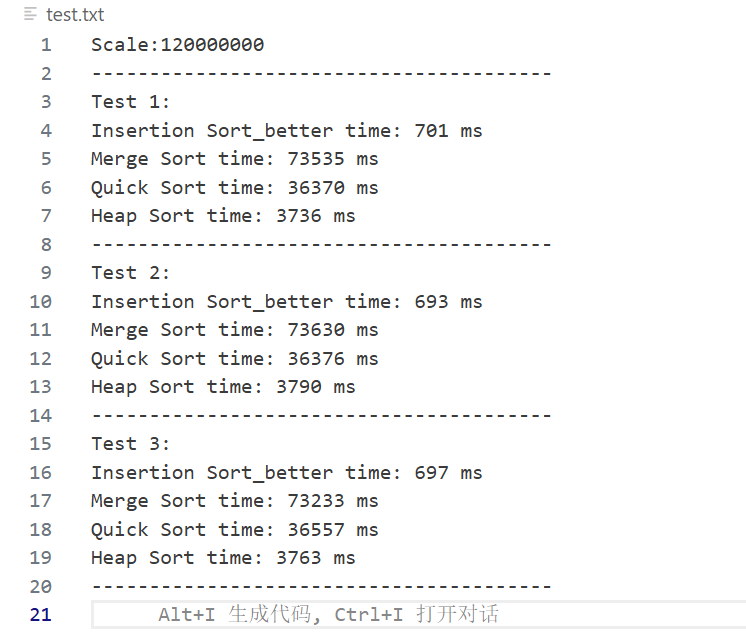 test.txt
1 Scale:120000000
2 ----------------------------------------
3 Test 1:
4 Insertion Sort_better time: 701 ms
5 Merge Sort time: 73535 ms
6 Quick Sort time: 36370 ms
7 Heap Sort time: 3736 ms
8 ----------------------------------------
9 Test 2:
10 Insertion Sort_better time: 693 ms
11 Merge Sort time: 73630 ms
12 Quick Sort time: 36376 ms
13 Heap Sort time: 3790 ms
14 ----------------------------------------
15 Test 3:
16 Insertion Sort_better time: 697 ms
17 Merge Sort time: 73233 ms
18 Quick Sort time: 36557 ms
19 Heap Sort time: 3763 ms
20 ----------------------------------------
21 Alt+I 生成代码, Ctrl+I 打开对话